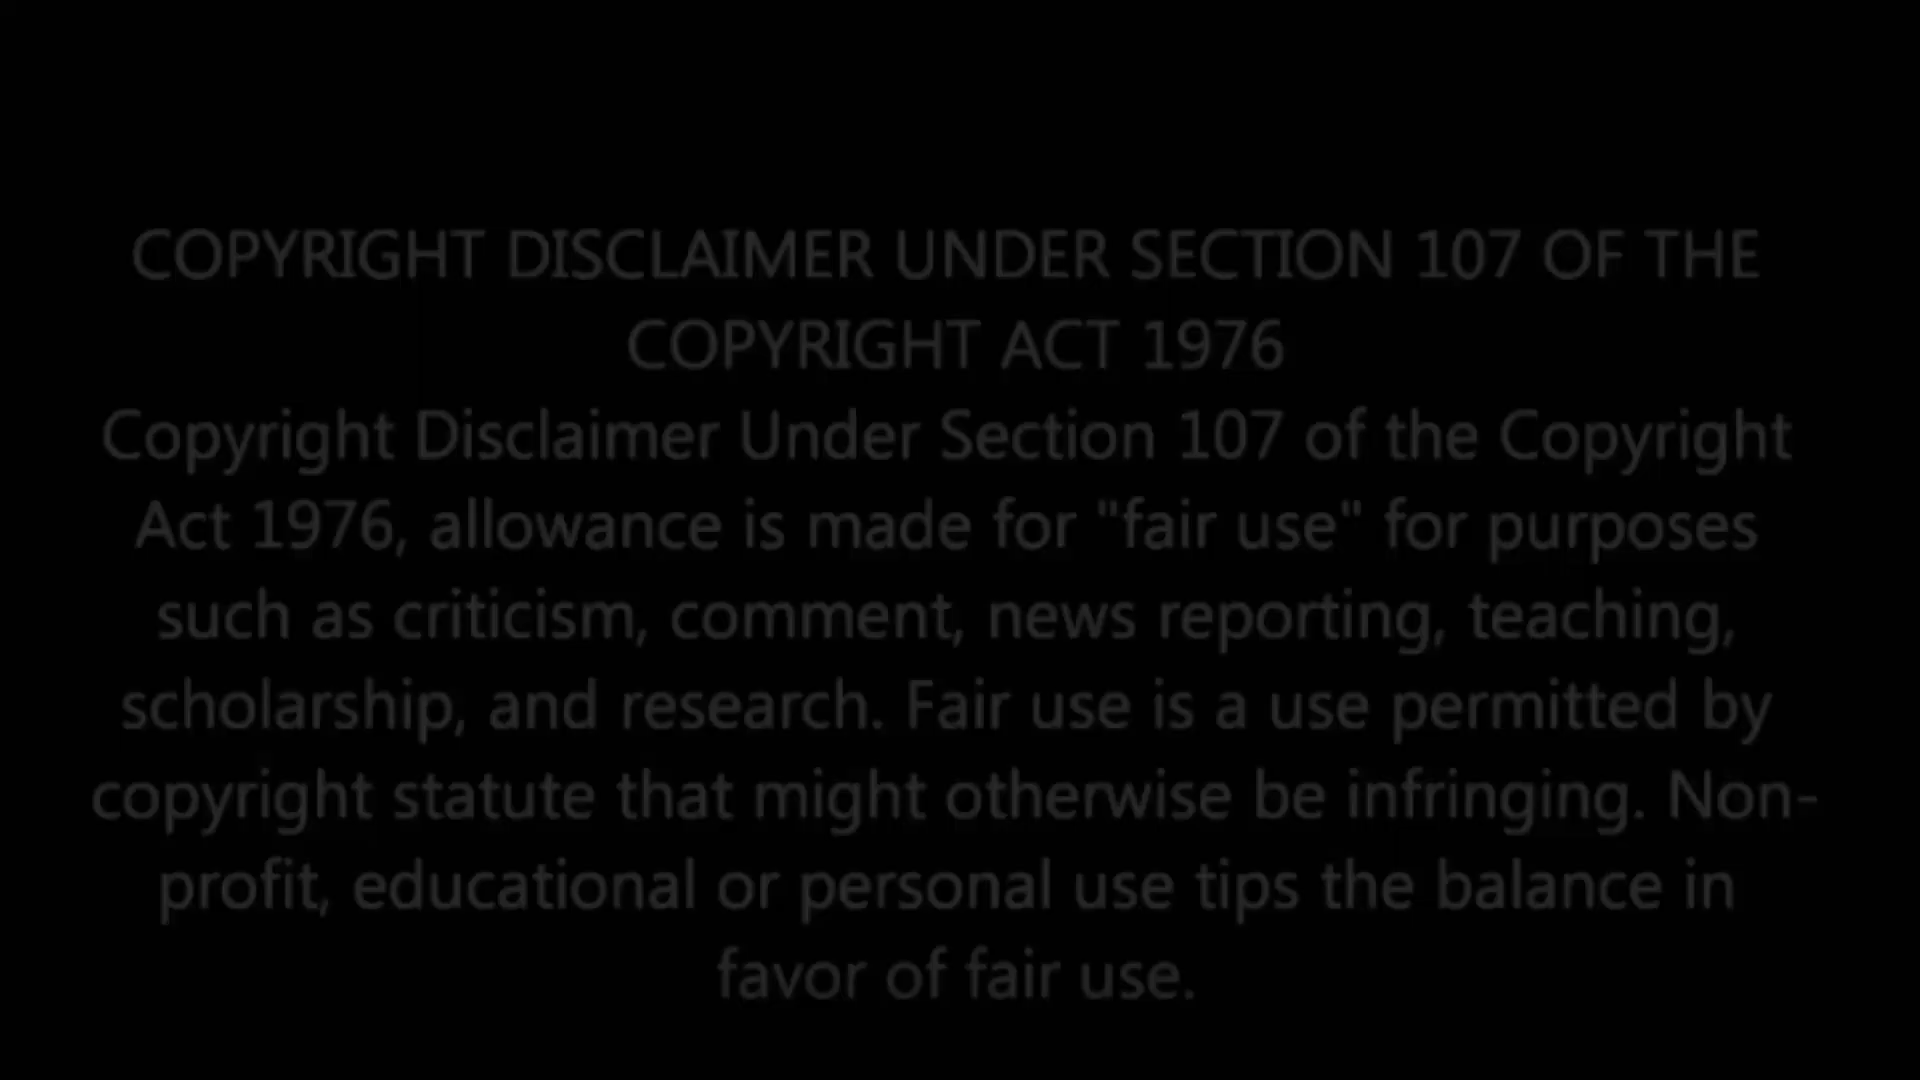 COPYRIGHT DISCLAIMER UNDER SECTION 107 OF THE
COPYRIGHT ACT 1976
Copyright Disclaimer Under Section 107 of the Copyright
Act 1976, allowance is made for "fair use" for purposes
such as criticism, comment, news reporting, teaching,
scholarship, and research. Fair use is a use permitted by
copyright statute that might otherwise be infringing. Non-
profit, educational or personal use tips the balance in
favor of fair use.